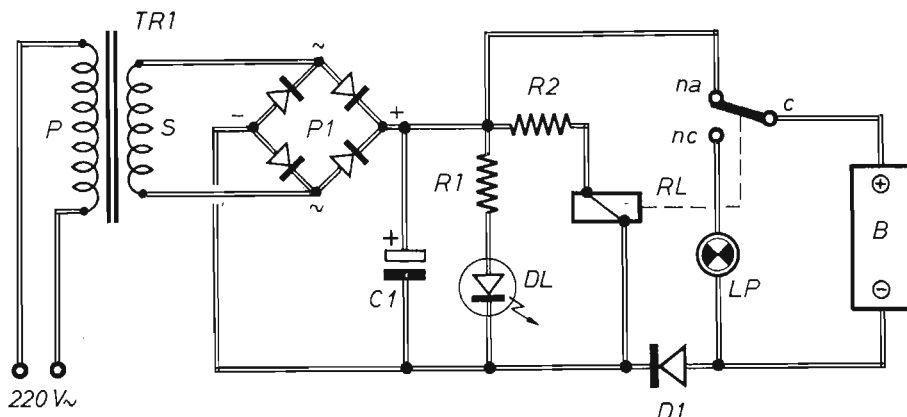 TR1
P
S
~
~
-
+
P1
R1
R2
+
C1
DL
RL
na
nc
c
LP
D1
+
B
-
220 V~